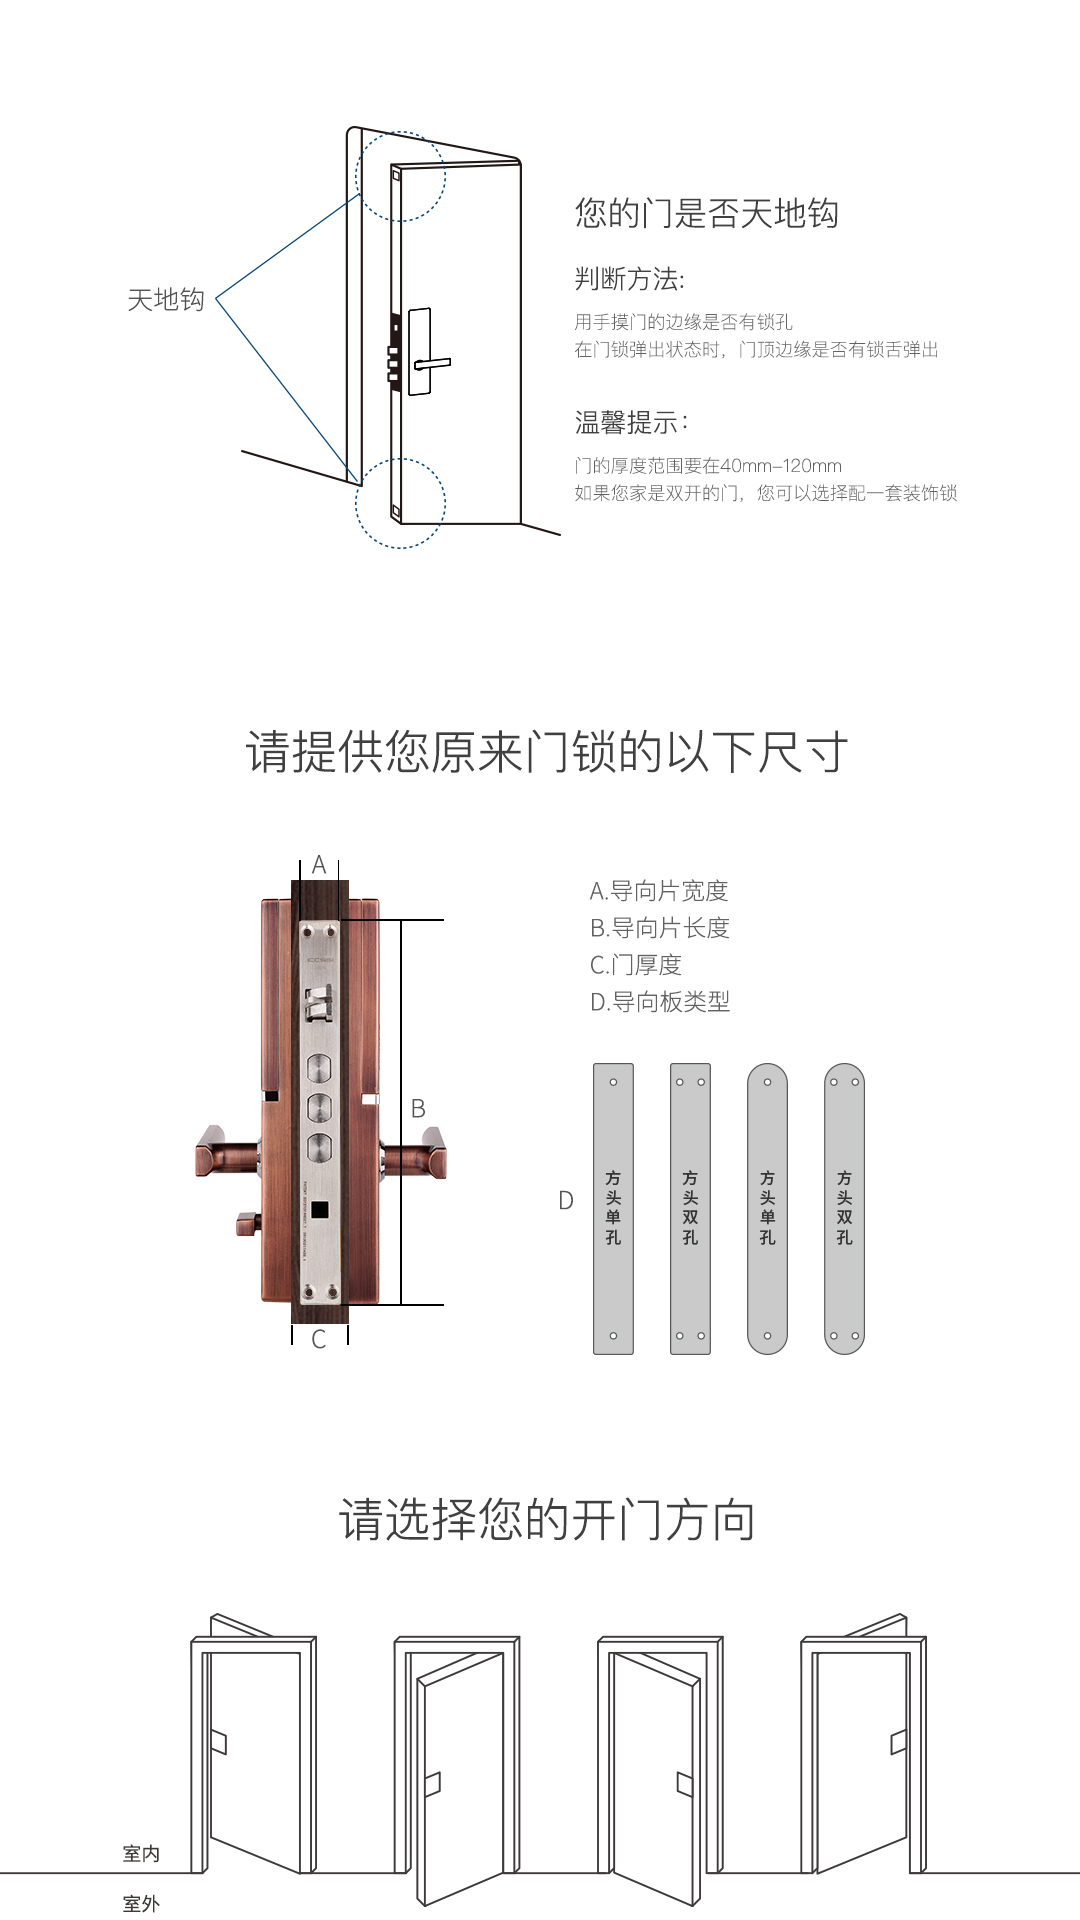 天地钩
您的门是否天地钩
判断方法:
用手摸门的边缘是否有锁孔
在门锁弹出状态时，门顶边缘是否有锁舌弹出
温馨提示:
门的厚度范围要在40mm-120mm
如果您家是双开的门，您可以选择配一套装饰锁
请提供您原来门锁的以下尺寸
A
B
C
A.导向片宽度
B.导向片长度
C.门厚度
D.导向板类型
D
方头单孔
方头双孔
方头单孔
方头双孔
请选择您的开门方向
室内
室外